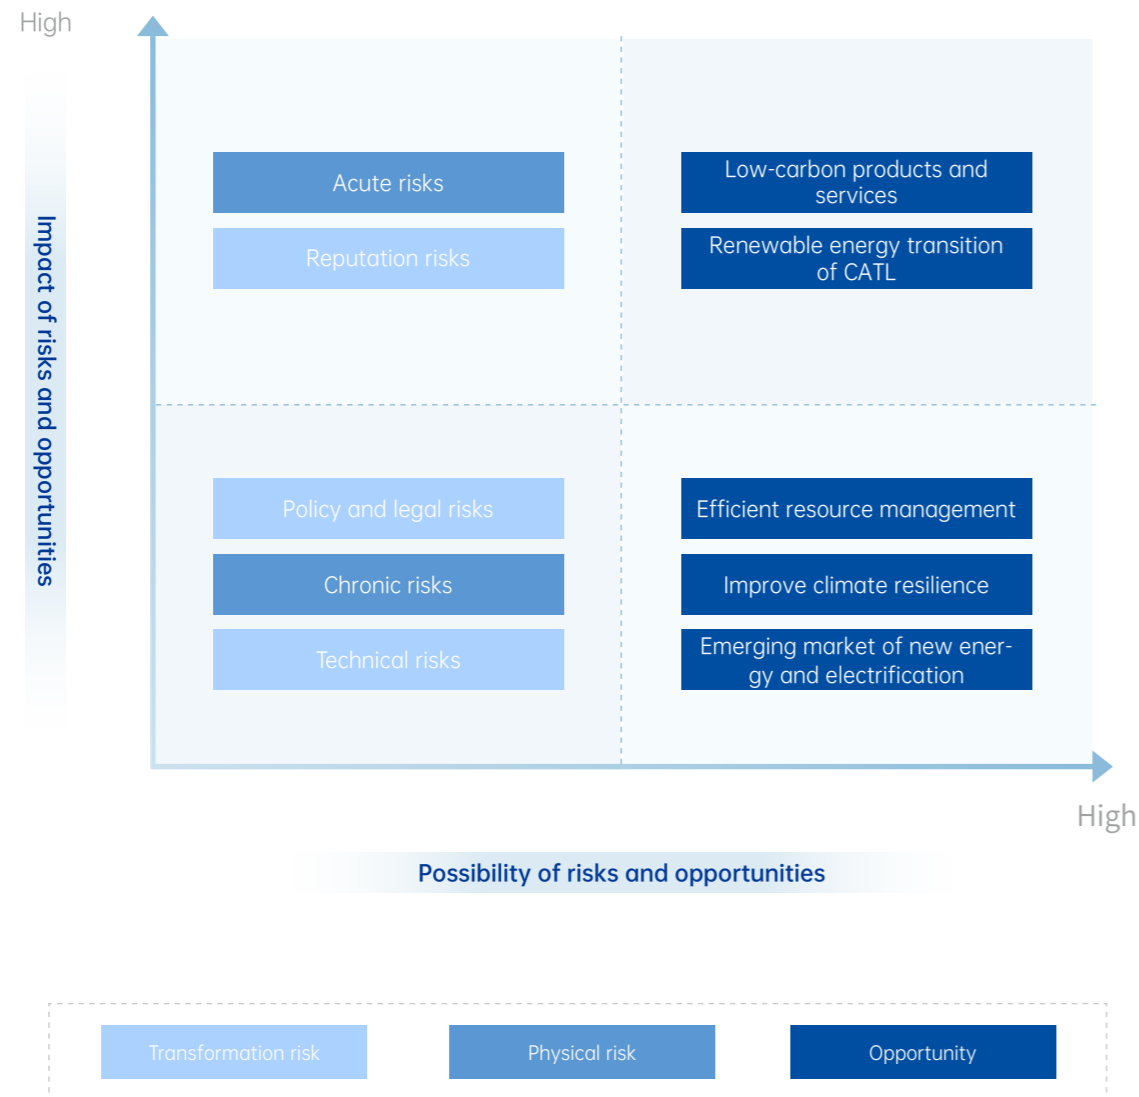 High
Impact of risks and opportunities
Acute risks
Reputation risks
Low-carbon products and
services
Renewable energy transition
of CATL
Policy and legal risks
Chronic risks
Technical risks
Efficient resource management
Improve climate resilience
Emerging market of new ener-
gy and electrification
High
Possibility of risks and opportunities
Transformation risk
Physical risk
Opportunity